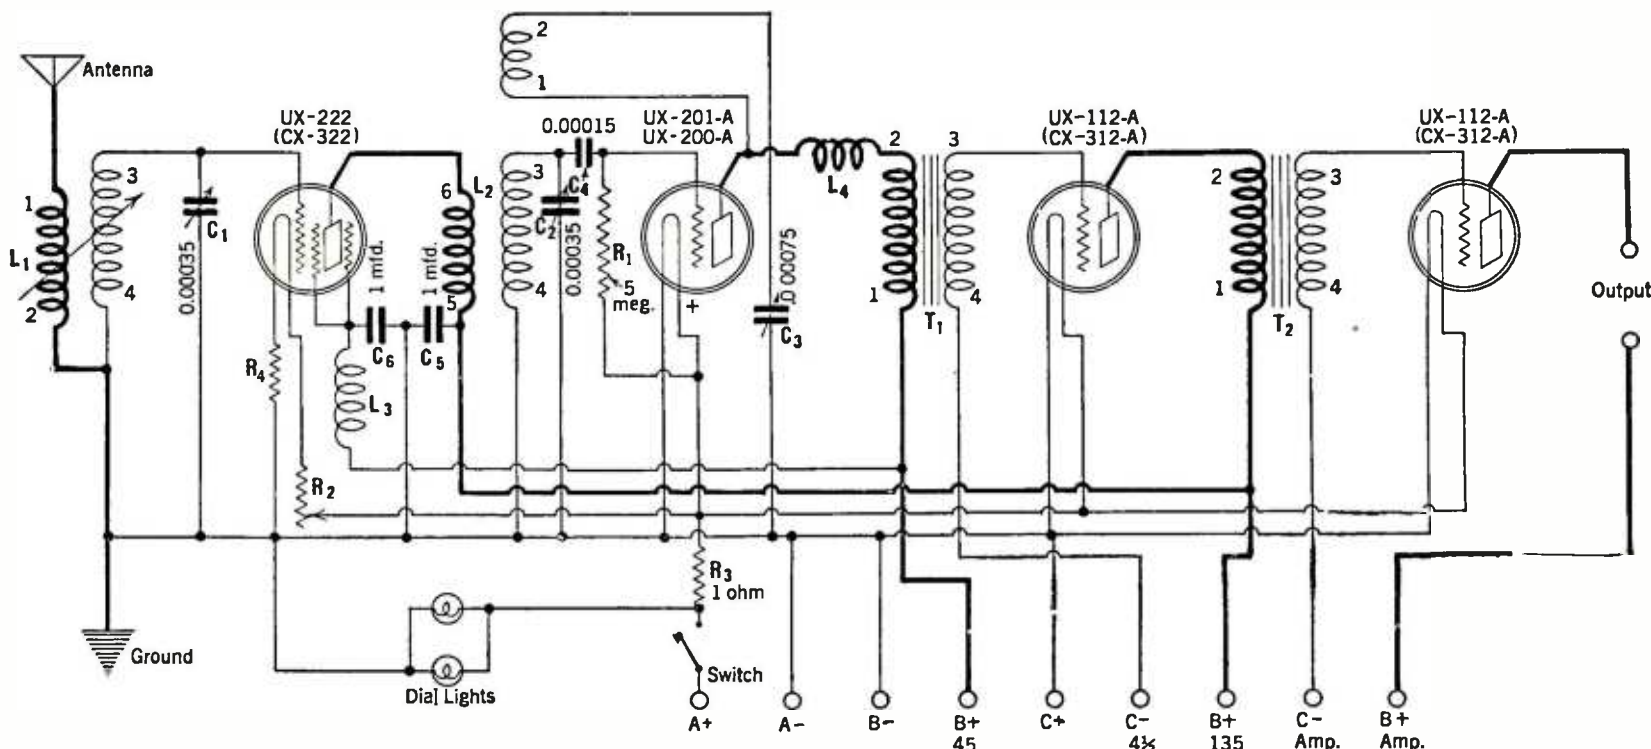 Antenna
UX-222
(CX-322)
0.00015
UX-201-A
UX-200-A
UX-112-A
(CX-312-A)
UX-112-A
(CX-312-A)
2
1
L1
1
2
3
4
C1
0.00035
6
L2
5
1 mfd.
1 mfd.
C6
C5
R4
L3
R2
3
4
C4
C2
0.00035
R1
5
meg.
+
C3
0.00075
L4
2
1
3
4
T1
2
1
3
4
T2
Output
R3
1 ohm
Ground
Dial Lights
Switch
A+
A-
B-
B+
45
C+
C-
4½
B+
135
C-
Amp.
B+
Amp.